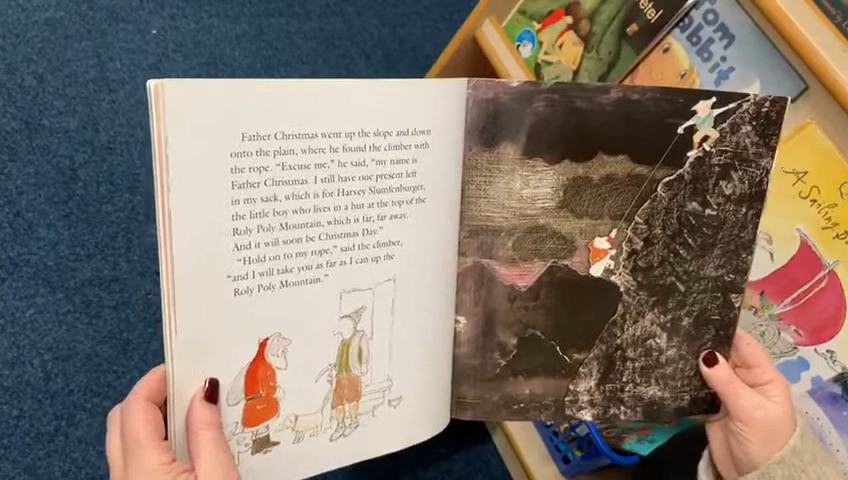 Father Christmas went up the slope and down
onto the plain, where he found the climber with
the rope. "Excuse me," he said, "my name is
Father Christmas. I still have one present left
in my sack, which is for Harvey Slumfenburger,
the little boy who lives in a hut at the top of the
Roly Poly Mountain, which is far, far away.
And it will soon be Christmas Day."
"Hold on to my rope," said the climber,
"and I will take you as far as I can up the
Roly Poly Mountain."
Tom
Rabbit
A Sailing